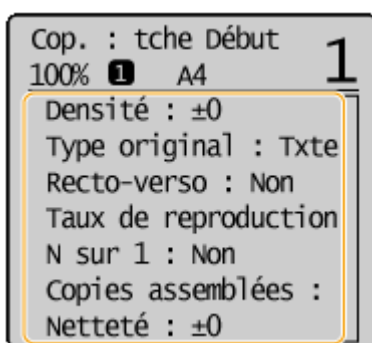 Cop. : tche Début
1
100% 1 A4
Densité : ±0
Type original : Txte
Recto-verso : Non
Taux de reproduction
N sur 1 : Non
Copies assemblées :
Netteté : ±0